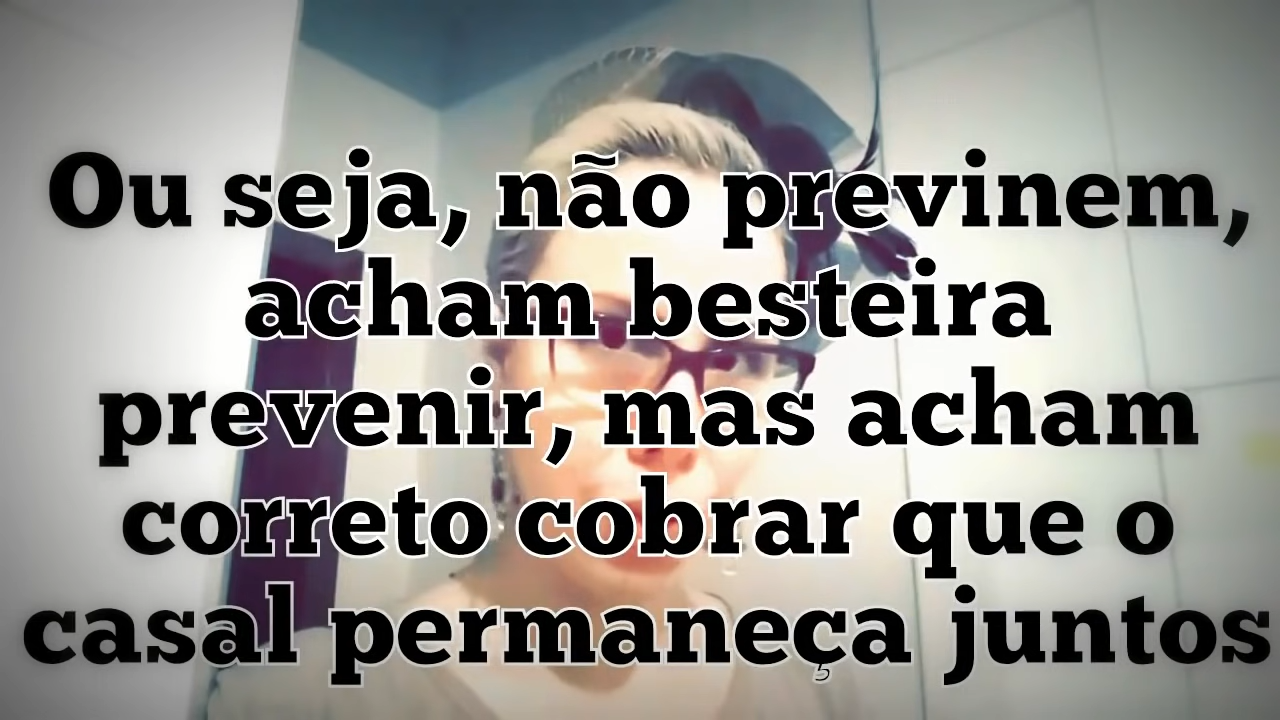 Ou seja, não previnem,
acham besteira
prevenir, mas acham
correto cobrar que o
casal permaneça juntos